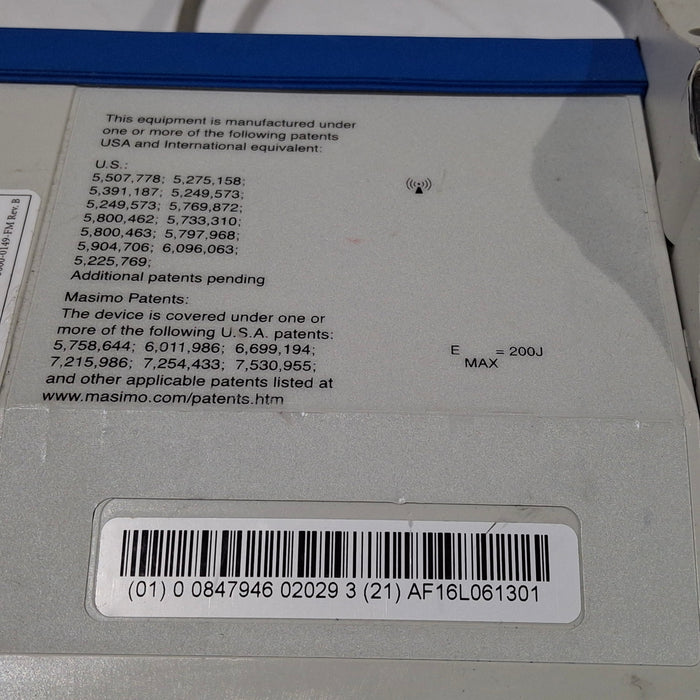 This equipment is manufactured under
one or more of the following patents
USA and International equivalent:
U.S.:
5,507,778; 5,275,158;
5,391,187; 5,249,573;
5,249,573; 5,769,872;
5,800,462; 5,733,310;
5,800,463; 5,797,968;
5,904,706; 6,096,063;
5,225,769;
Additional patents pending
Masimo Patents:
The device is covered under one or
more of the following U.S.A. patents:
5,758,644; 6,011,986; 6,699,194;
7,215,986; 7,254,433; 7,530,955;
and other applicable patents listed at
www.masimo.com/patents.htm
E MAX = 200J
(01) 0 0847946 02029 3 (21) AF16L061301
-0149-FM Rev. B